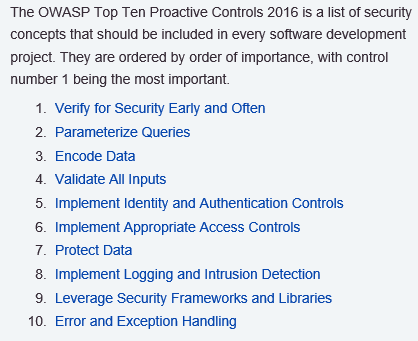 The OWASP Top Ten Proactive Controls 2016 is a list of security
concepts that should be included in every software development
project. They are ordered by order of importance, with control
number 1 being the most important.
1. Verify for Security Early and Often
2. Parameterize Queries
3. Encode Data
4. Validate All Inputs
5. Implement Identity and Authentication Controls
6. Implement Appropriate Access Controls
7. Protect Data
8. Implement Logging and Intrusion Detection
9. Leverage Security Frameworks and Libraries
10. Error and Exception Handling